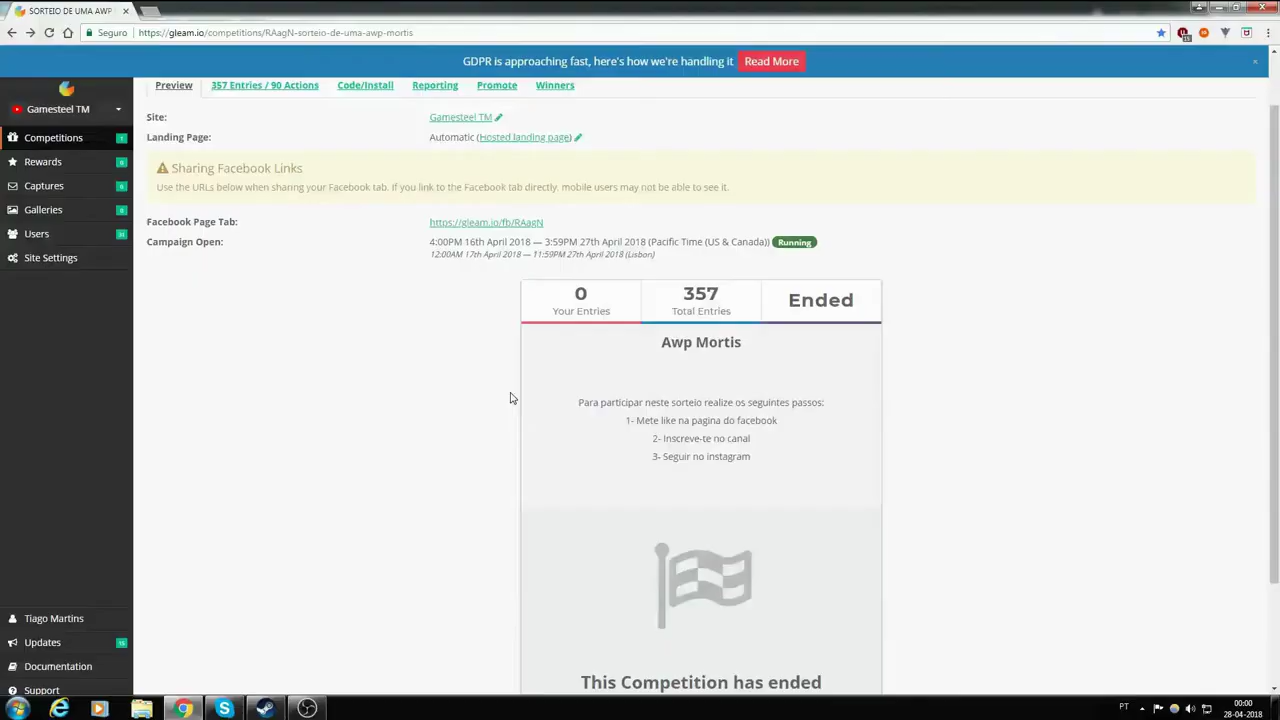 SORTEIO DE UMA AWP
Seguro
https://gleam.io/competitions/RAagN-sorteio-de-uma-awp-mortis
GDPR is approaching fast, here's how we're handling it Read More
Gamesteel TM
Competitions 1
Rewards 0
Captures
Galleries 0
Users
Site Settings
Preview 357 Entries / 90 Actions Code/Install Reporting Promote Winners
Site: Gamesteel TM
Landing Page: Automatic (Hosted landing page)
Sharing Facebook Links
Use the URLs below when sharing your Facebook tab. If you link to the Facebook tab directly. mobile users may not be able to see it.
Facebook Page Tab: https://gleam.io/fb/RAagN
Campaign Open: 4:00PM 16th April 2018 — 3:59PM 27th April 2018 (Pacific Time (US & Canada)) Running
12:00AM 17th April 2018 — 11:59PM 27th April 2018 (Lisbon)
0 357 Ended
Your Entries Total Entries
Awp Mortis
Para participar neste sorteio realize os seguintes passos:
1- Mete like na pagina do facebook
2- Inscreve-te no canal
3- Seguir no instagram
This Competition has ended
Tiago Martins
Updates 15
Documentation
Support
PT
00:00
28-04-2018